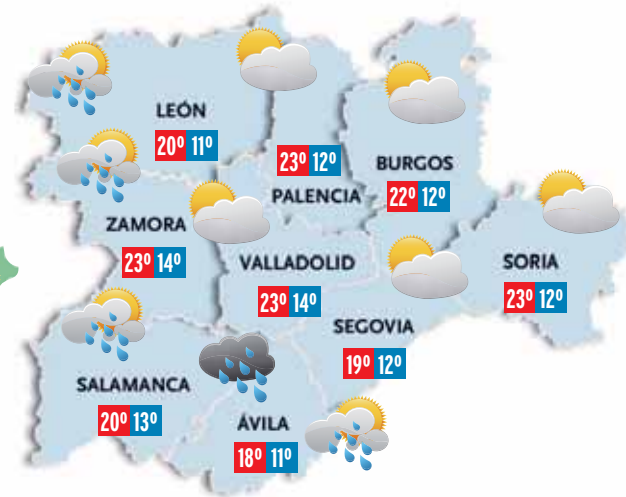 LEÓN
20º 11º
23º 12º
PALENCIA
BURGOS
22º 12º
ZAMORA
23º 14º
VALLADOLID
23º 14º
SORIA
23º 12º
SEGOVIA
19º 12º
SALAMANCA
20º 13º
ÁVILA
18º 11º